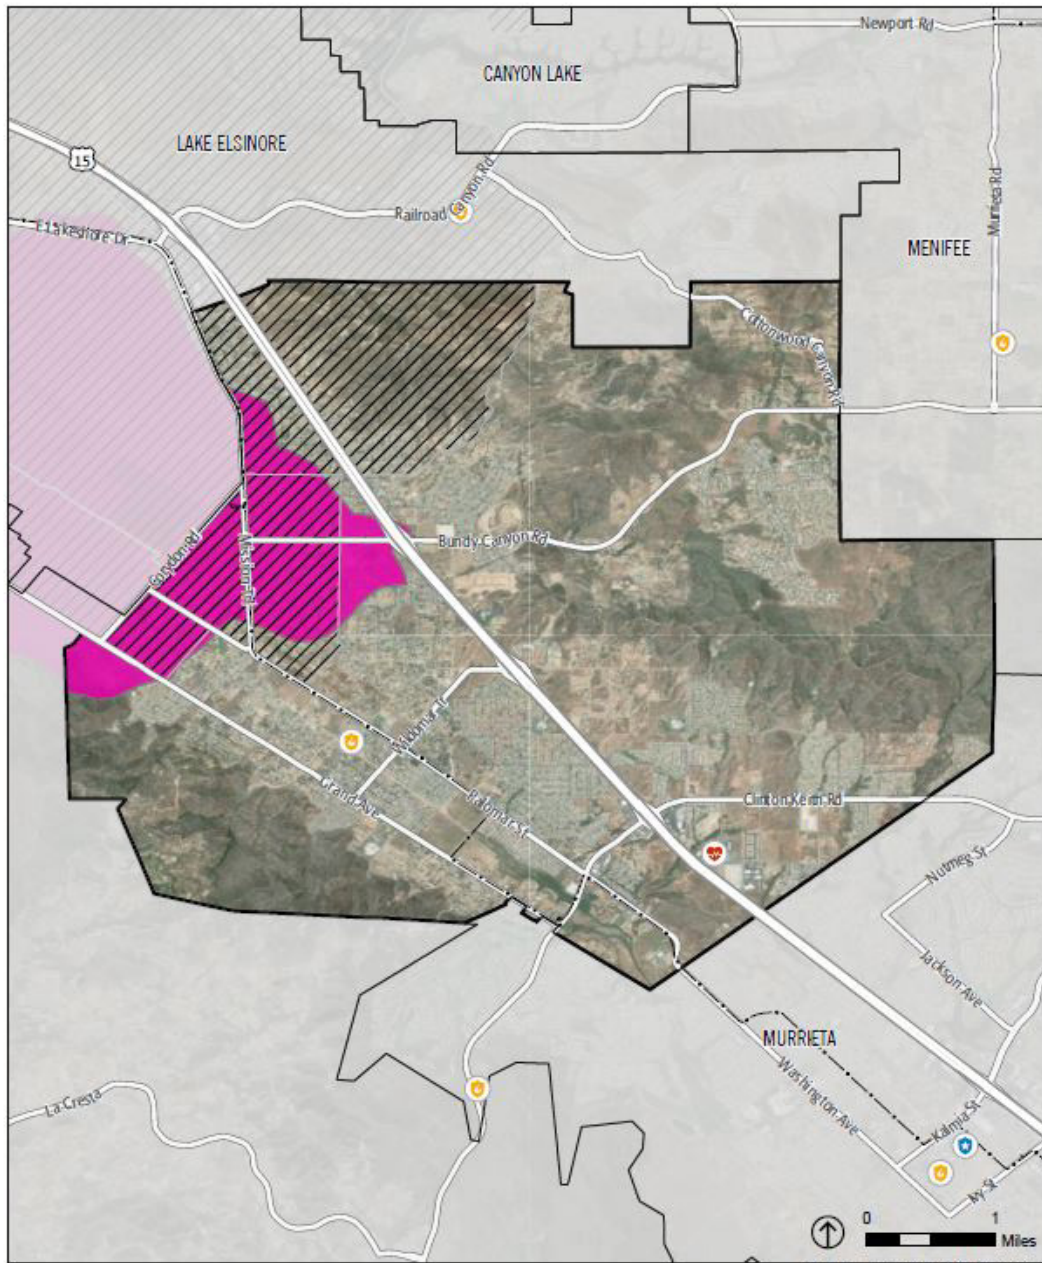 Newport Rd
CANYON LAKE
LAKE ELSINORE
15
Railroad Canyon Rd
Murrieta Rd
E Lakeshore Dr
MENIFEE
Cottonwood Canyon Rd
Corydon Rd
Mission Trl
Bundy Canyon Rd
Wildomar Tr
Grand Ave
Palomar St
Clinton Keith Rd
Nutmeg St
Jackson Ave
MURRIETA
Washington Ave
La Cresta
Kalmia St
Ivy St
0 1
Miles